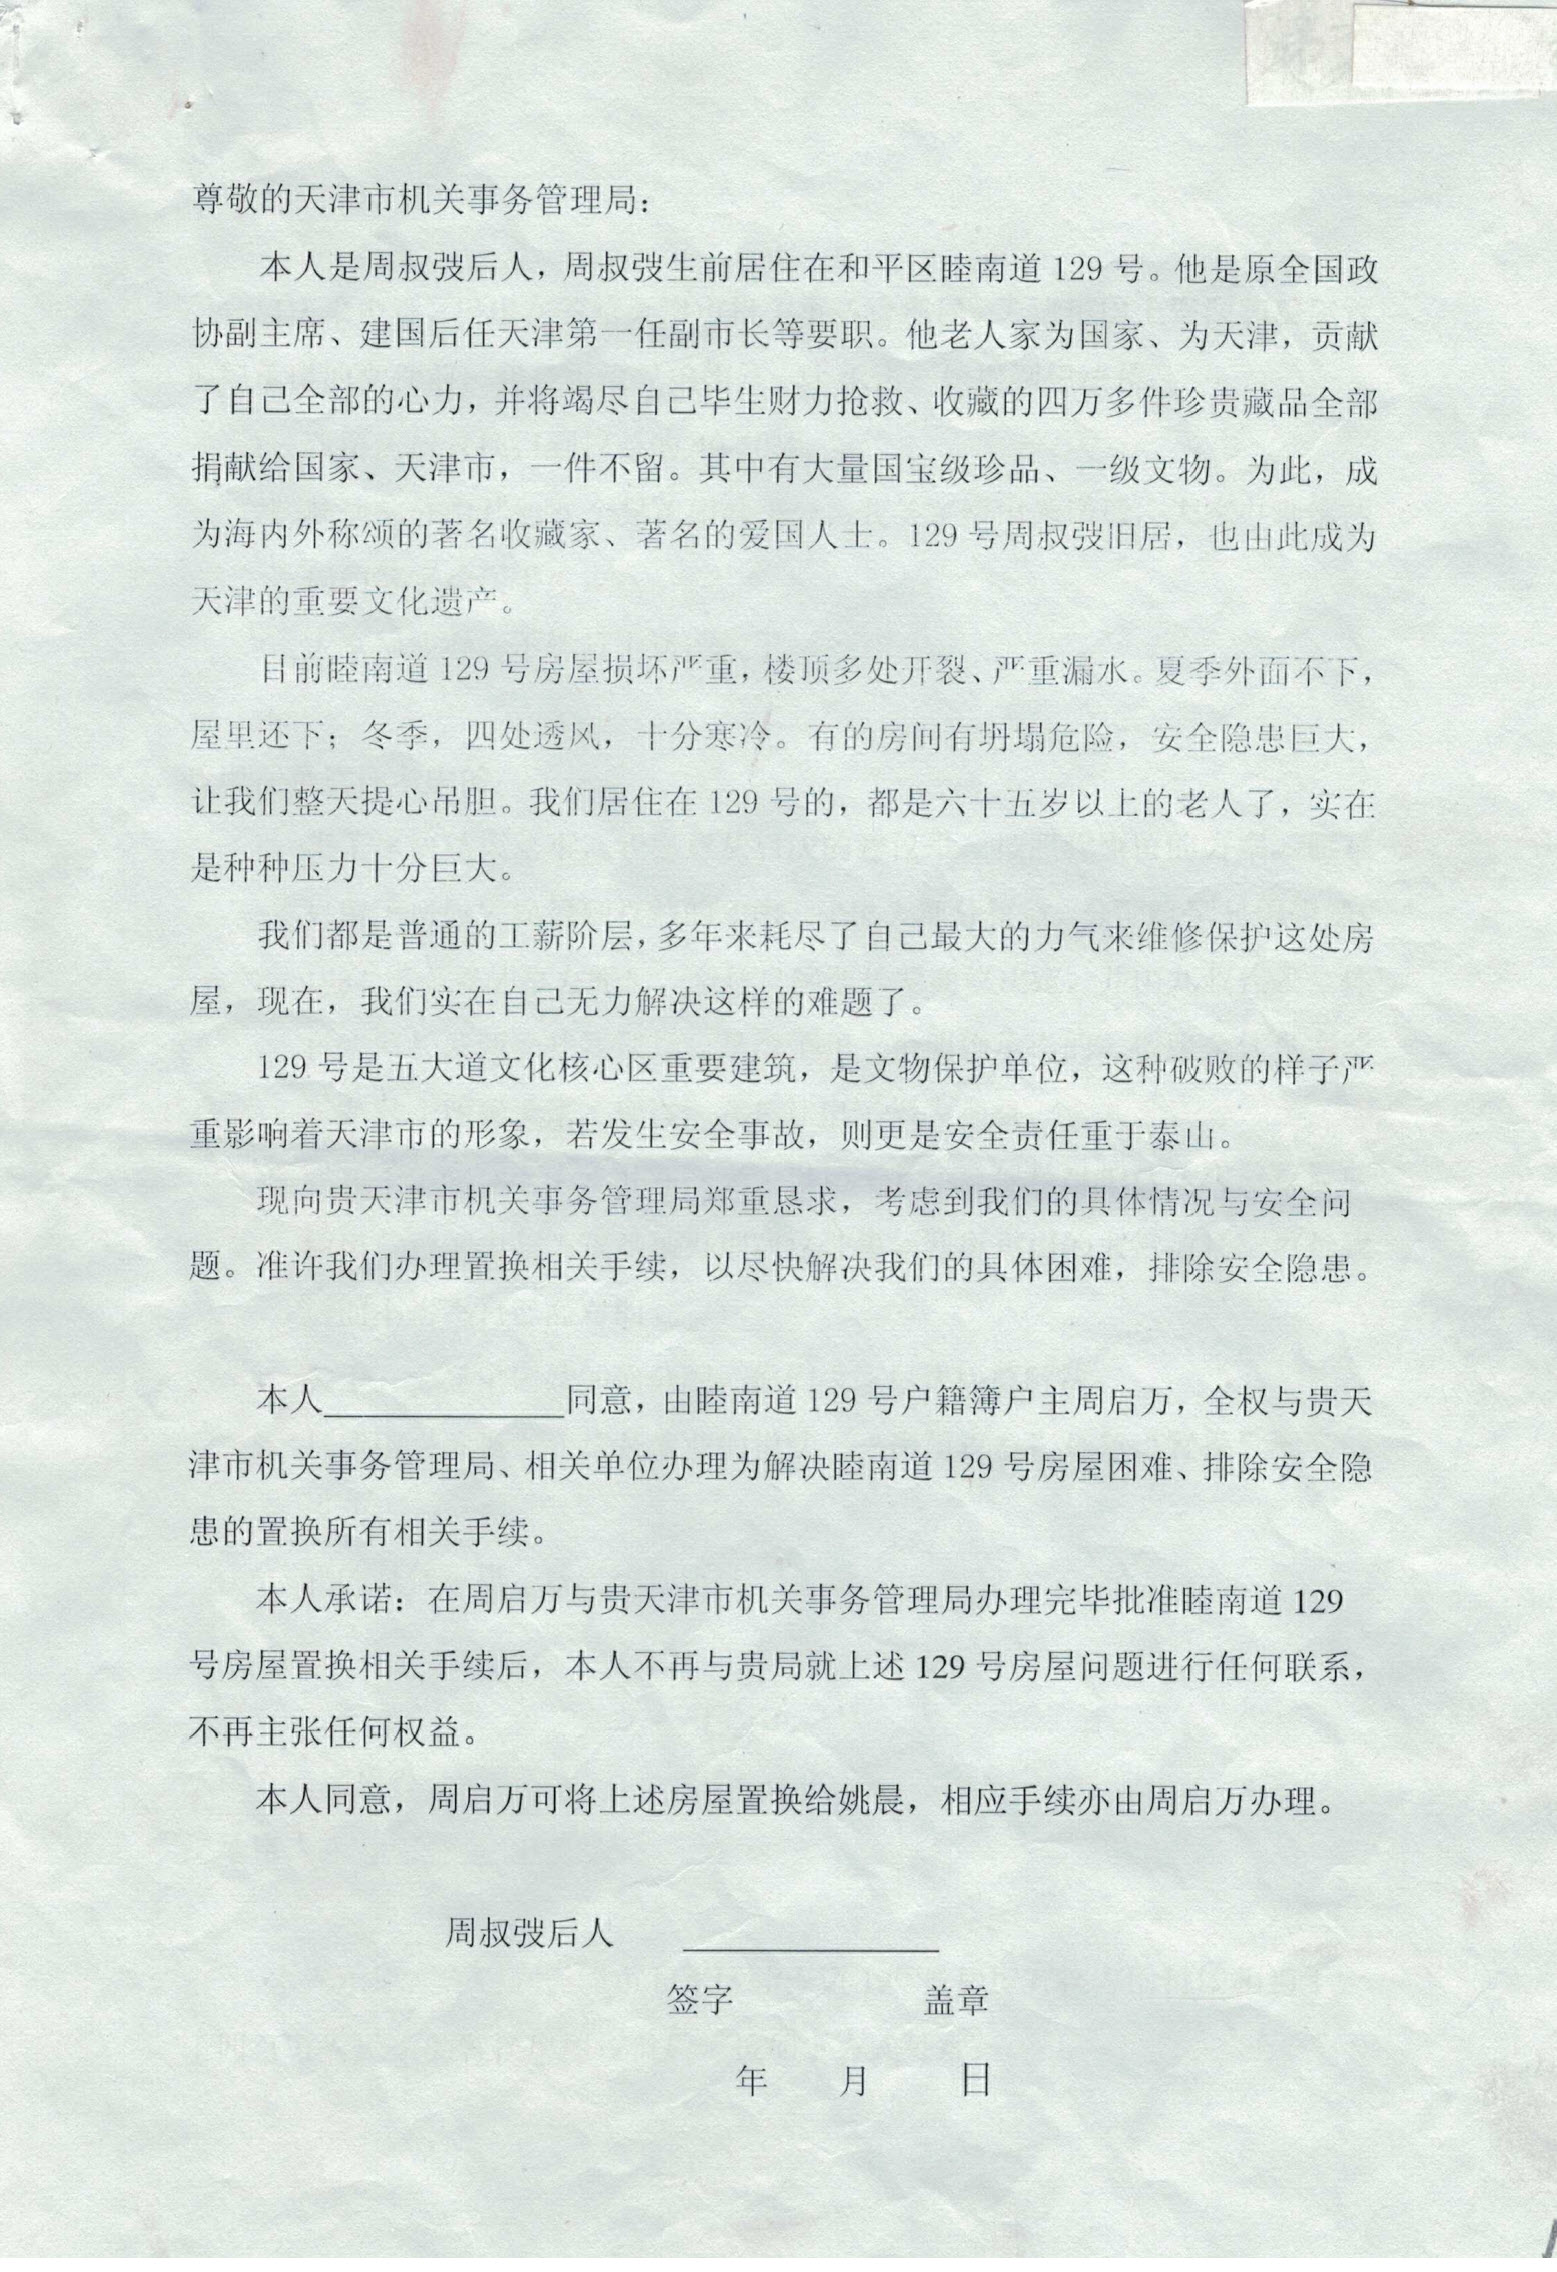 尊敬的天津市机关事务管理局：
本人是周叔弢后人，周叔弢生前居住在和平区睦南道 129 号。他是原全国政
协副主席、建国后任天津第一任副市长等要职。他老人家为国家、为天津，贡献
了自己全部的心力，并将竭尽自己毕生财力抢救、收藏的四万多件珍贵藏品全部
捐献给国家、天津市，一件不留。其中有大量国宝级珍品、一级文物。为此，成
为海内外称颂的著名收藏家、著名的爱国人士。129 号周叔弢旧居，也由此成为
天津的重要文化遗产。
目前睦南道 129 号房屋损坏严重，楼顶多处开裂、严重漏水。夏季外面不下，
屋里还下；冬季，四处透风，十分寒冷。有的房间有坍塌危险，安全隐患巨大，
让我们整天提心吊胆。我们居住在 129 号的，都是六十五岁以上的老人了，实在
是种种压力十分巨大。
我们都是普通的工薪阶层，多年来耗尽了自己最大的力气来维修保护这处房
屋，现在，我们实在自己无力解决这样的难题了。
129 号是五大道文化核心区重要建筑，是文物保护单位，这种破败的样子严
重影响着天津市的形象，若发生安全事故，则更是安全责任重于泰山。
现向贵天津市机关事务管理局郑重恳求，考虑到我们的具体情况与安全问
题。准许我们办理置换相关手续，以尽快解决我们的具体困难，排除安全隐患。
本人____________同意，由睦南道 129 号户籍簿户主周启万，全权与贵天
津市机关事务管理局、相关单位办理为解决睦南道 129 号房屋困难、排除安全隐
患的置换所有相关手续。
本人承诺：在周启万与贵天津市机关事务管理局办理完毕批准睦南道 129
号房屋置换相关手续后，本人不再与贵局就上述 129 号房屋问题进行任何联系，
不再主张任何权益。
本人同意，周启万可将上述房屋置换给姚晨，相应手续亦由周启万办理。
周叔弢后人 ____________
签字 盖章
年 月 日